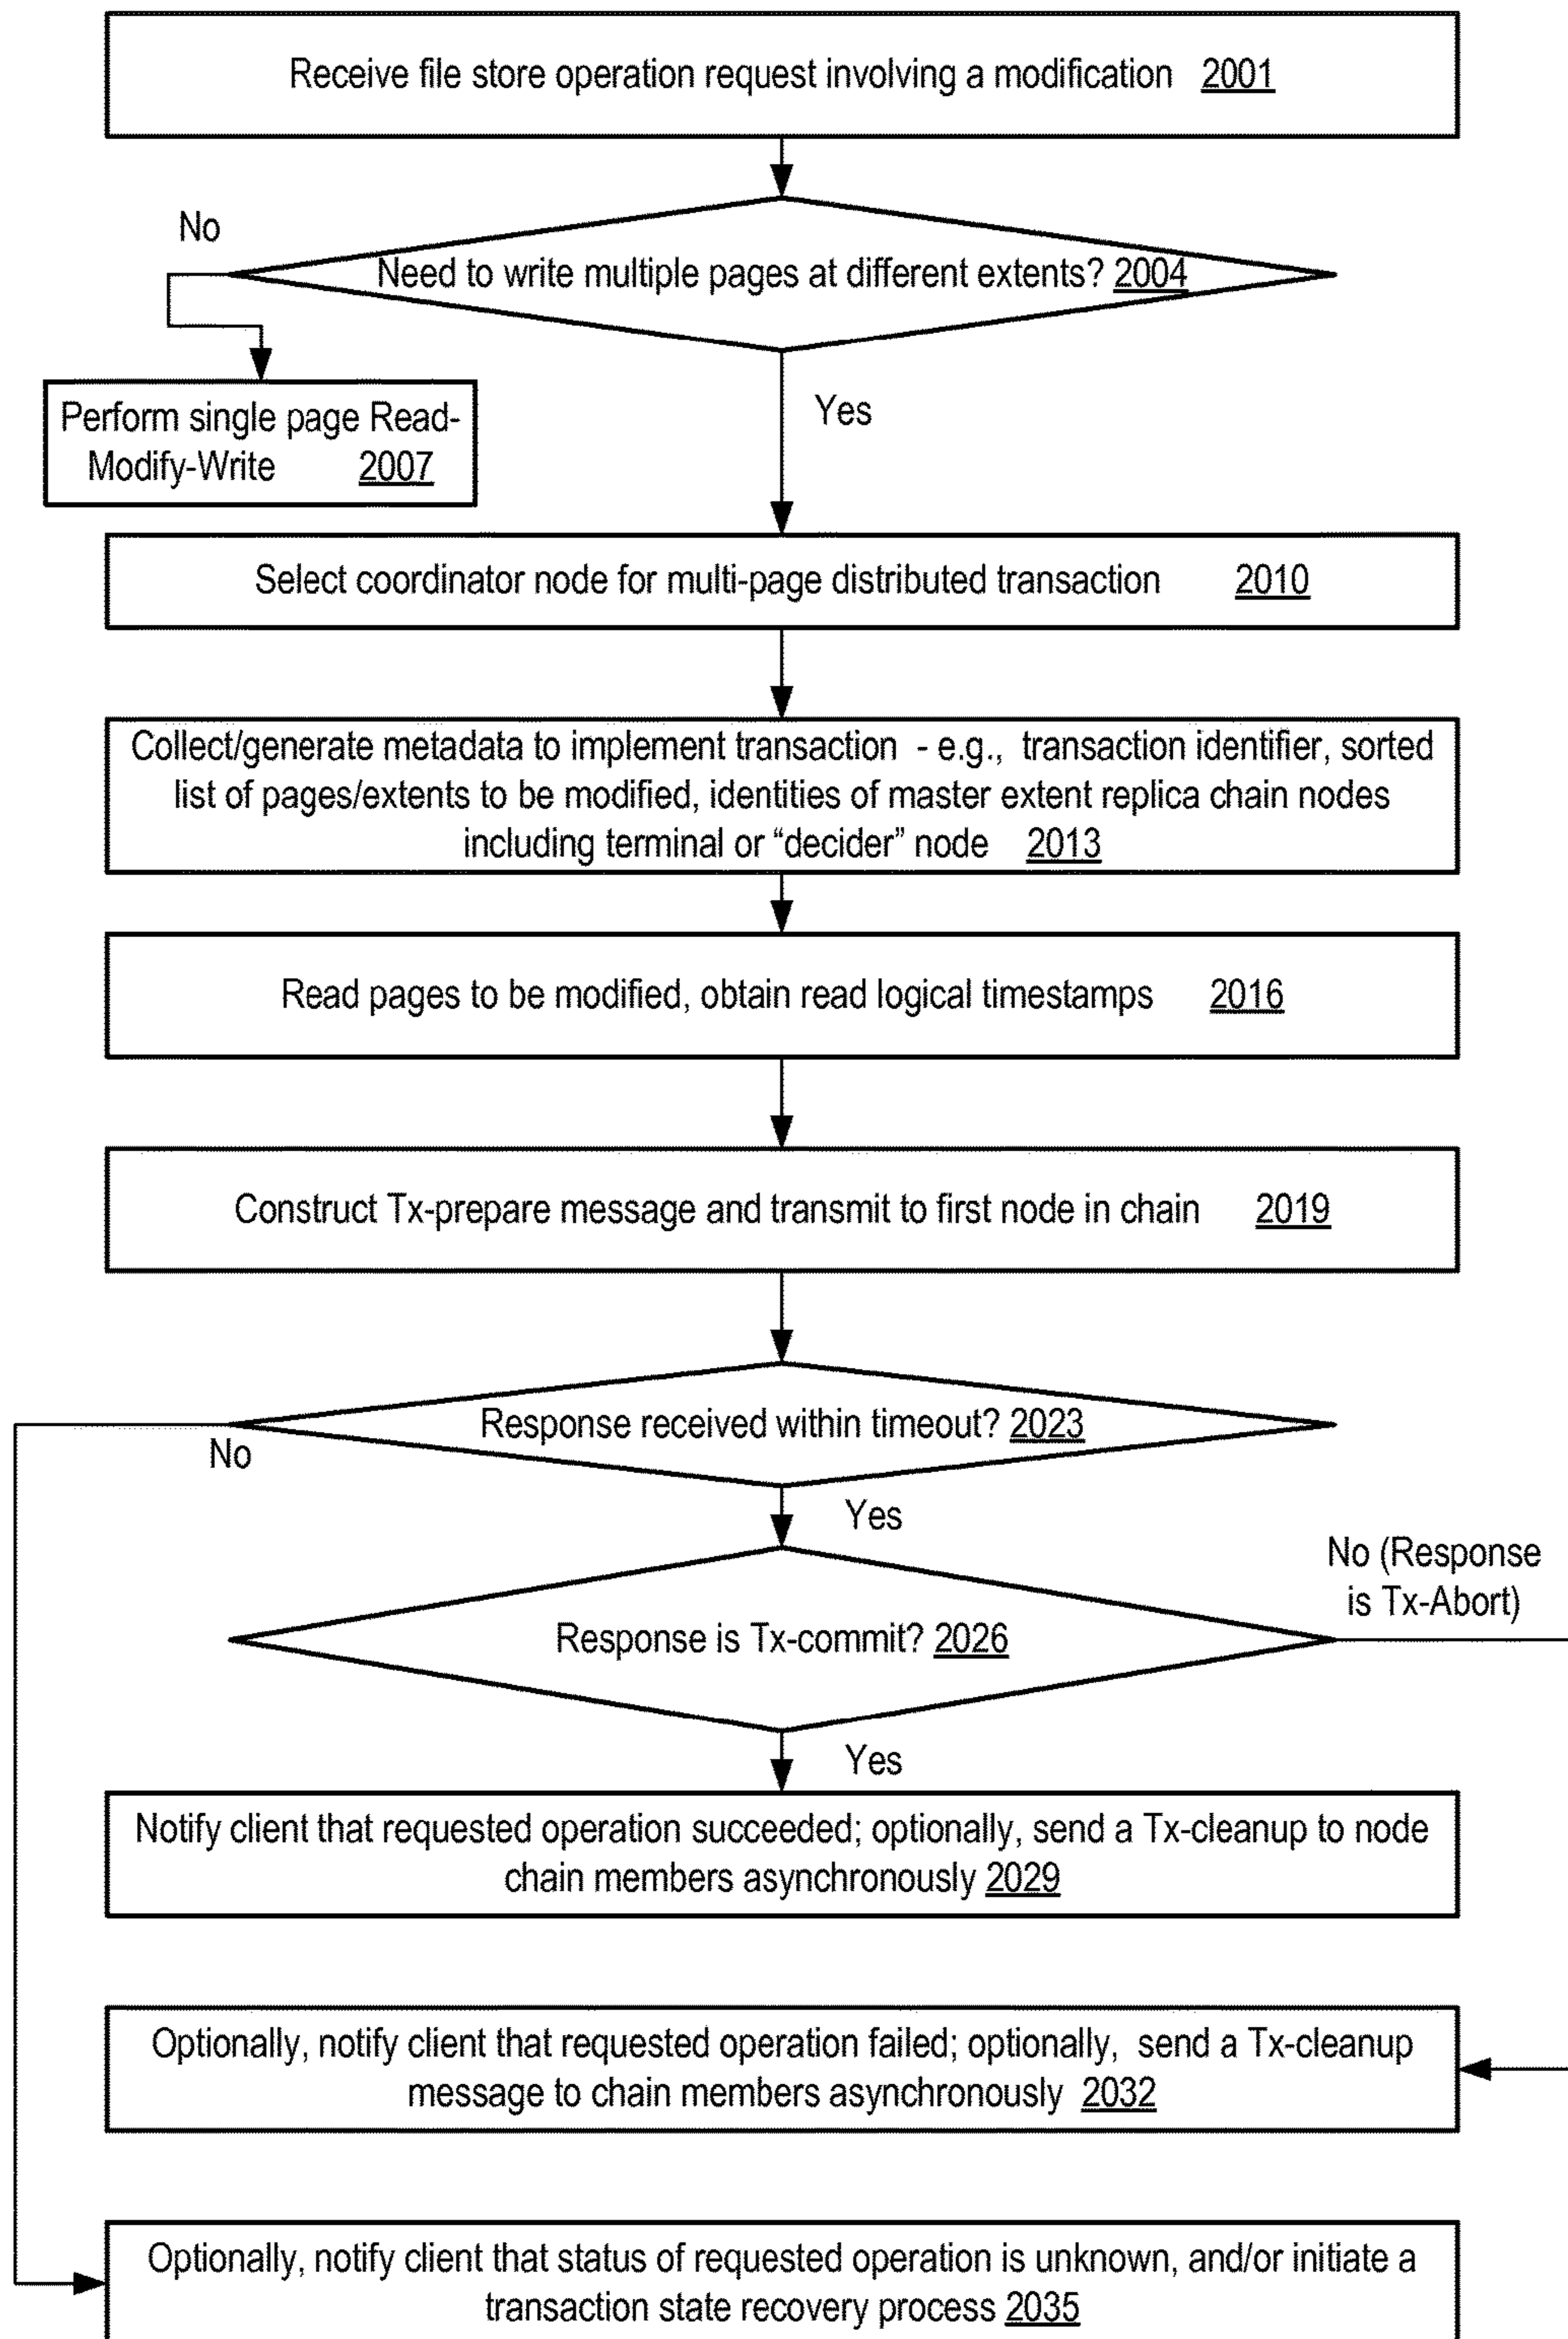 Receive file store operation request involving a modification 2001
No
Need to write multiple pages at different extents? 2004
Perform single page Read-
Modify-Write 2007
Yes
Select coordinator node for multi-page distributed transaction 2010
Collect/generate metadata to implement transaction - e.g., transaction identifier, sorted
list of pages/extents to be modified, identities of master extent replica chain nodes
including terminal or “decider” node 2013
Read pages to be modified, obtain read logical timestamps 2016
Construct Tx-prepare message and transmit to first node in chain 2019
Response received within timeout? 2023
No
Yes
No (Response
is Tx-Abort)
Response is Tx-commit? 2026
Yes
Notify client that requested operation succeeded; optionally, send a Tx-cleanup to node
chain members asynchronously 2029
Optionally, notify client that requested operation failed; optionally, send a Tx-cleanup
message to chain members asynchronously 2032
Optionally, notify client that status of requested operation is unknown, and/or initiate a
transaction state recovery process 2035